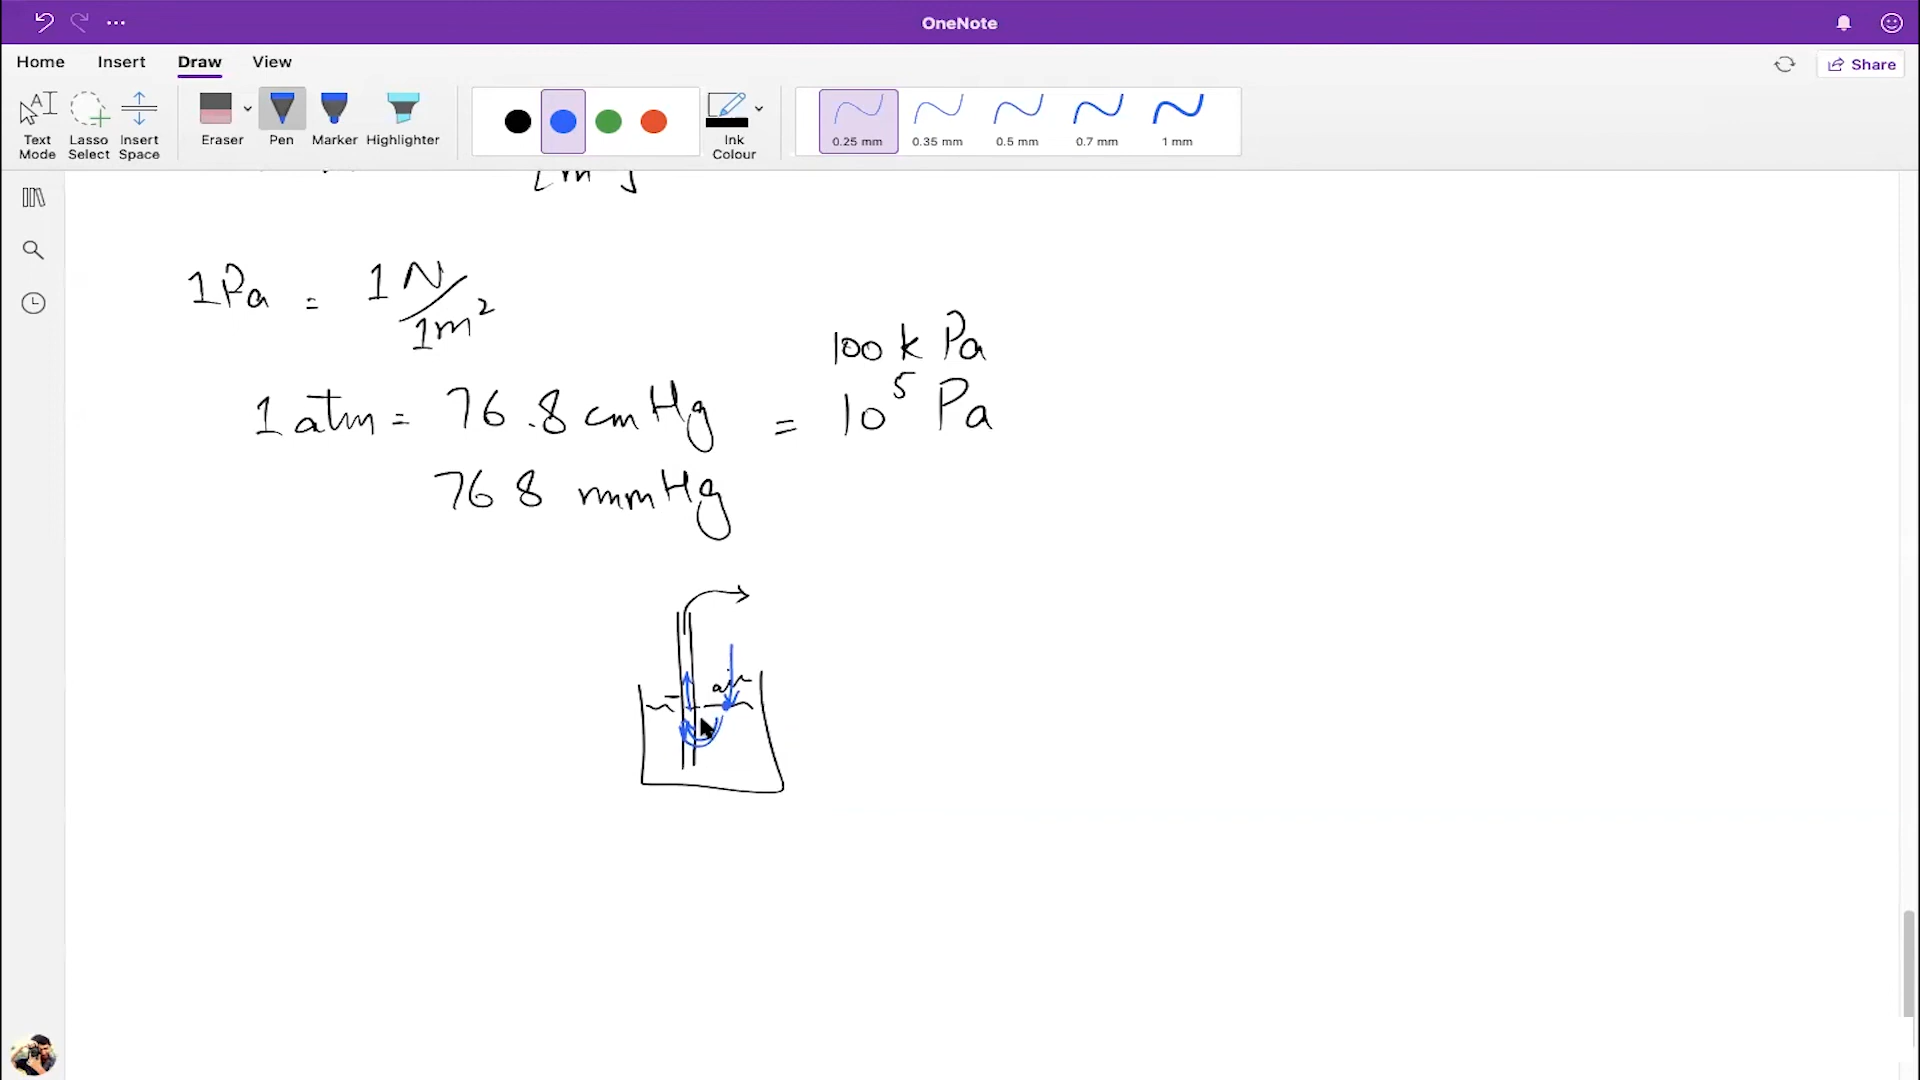 OneNote
Home Insert Draw View
Share
Text Mode
Lasso Select
Insert Space
Eraser
Pen
Marker
Highlighter
Ink Colour
0.25 mm
0.35 mm
0.5 mm
0.7 mm
1 mm
[m ]
1Pa = 1N/1m²
100 k Pa
1 atm = 76.8 cm Hg = 10⁵ Pa
768 mmHg
air